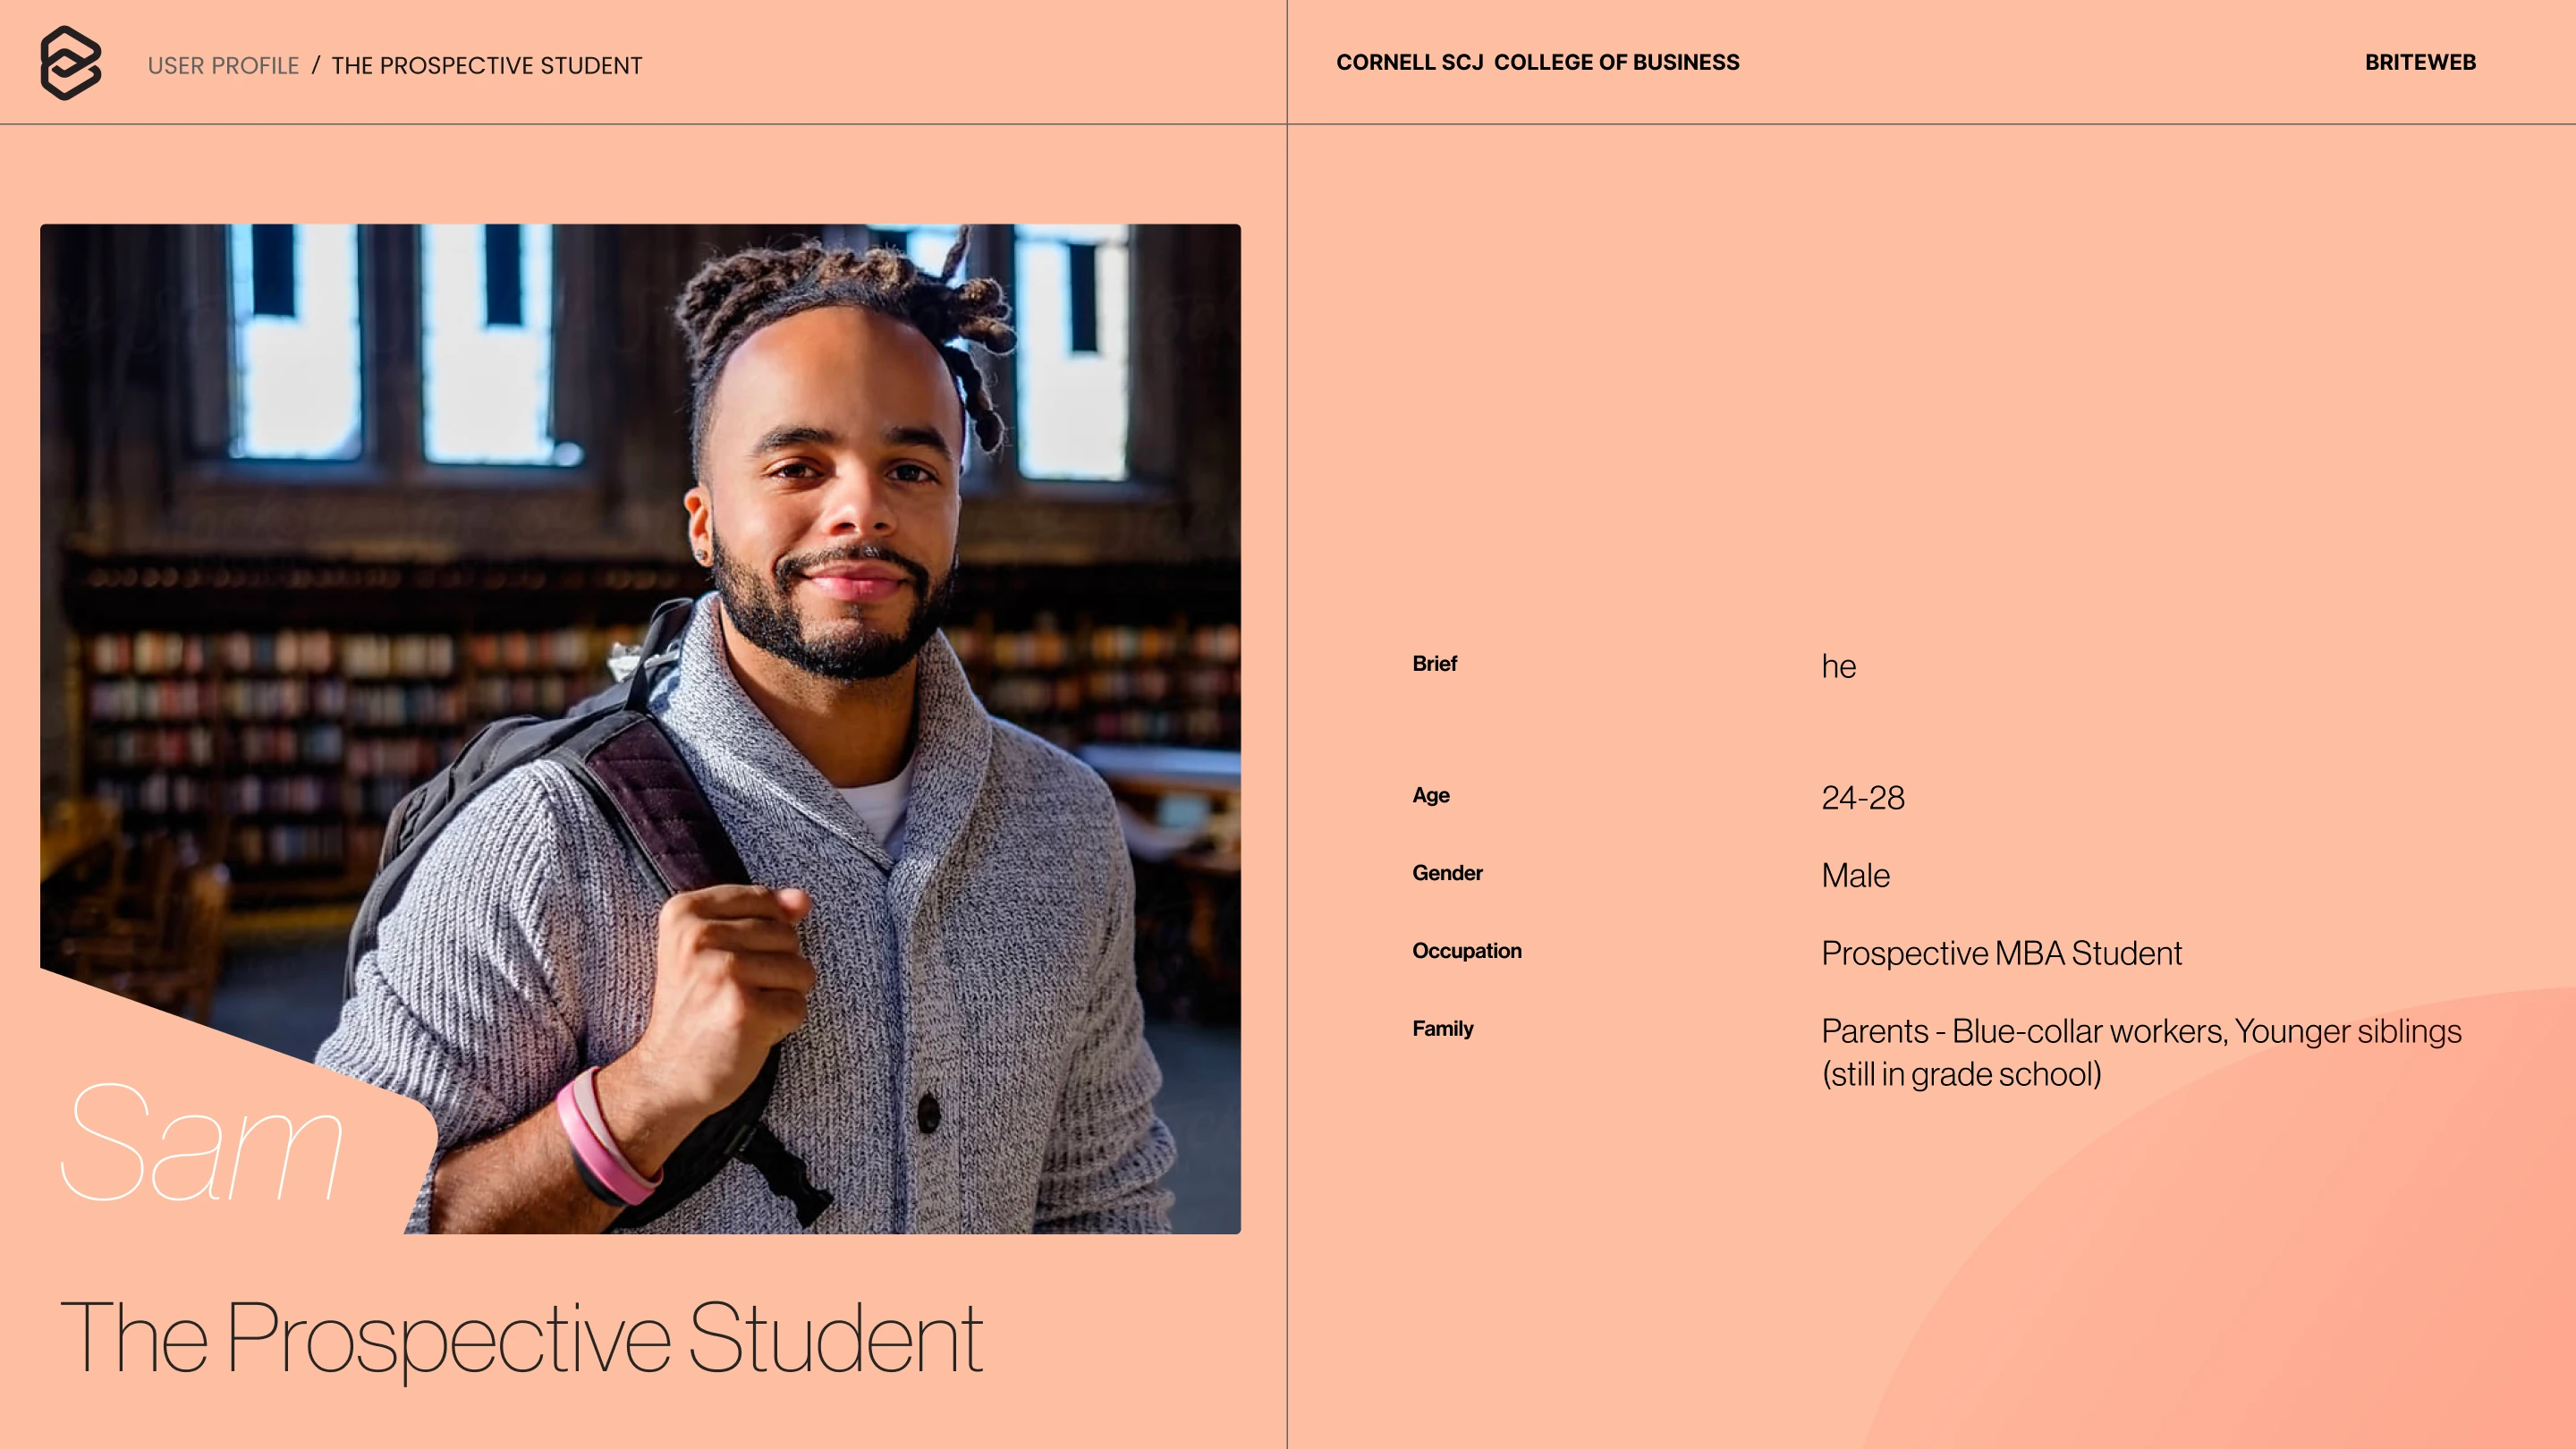 USER PROFILE / THE PROSPECTIVE STUDENT
CORNELL SCJ COLLEGE OF BUSINESS
BRITEWEB
Sam
The Prospective Student
Brief he
Age 24-28
Gender Male
Occupation Prospective MBA Student
Family Parents - Blue-collar workers, Younger siblings
(still in grade school)